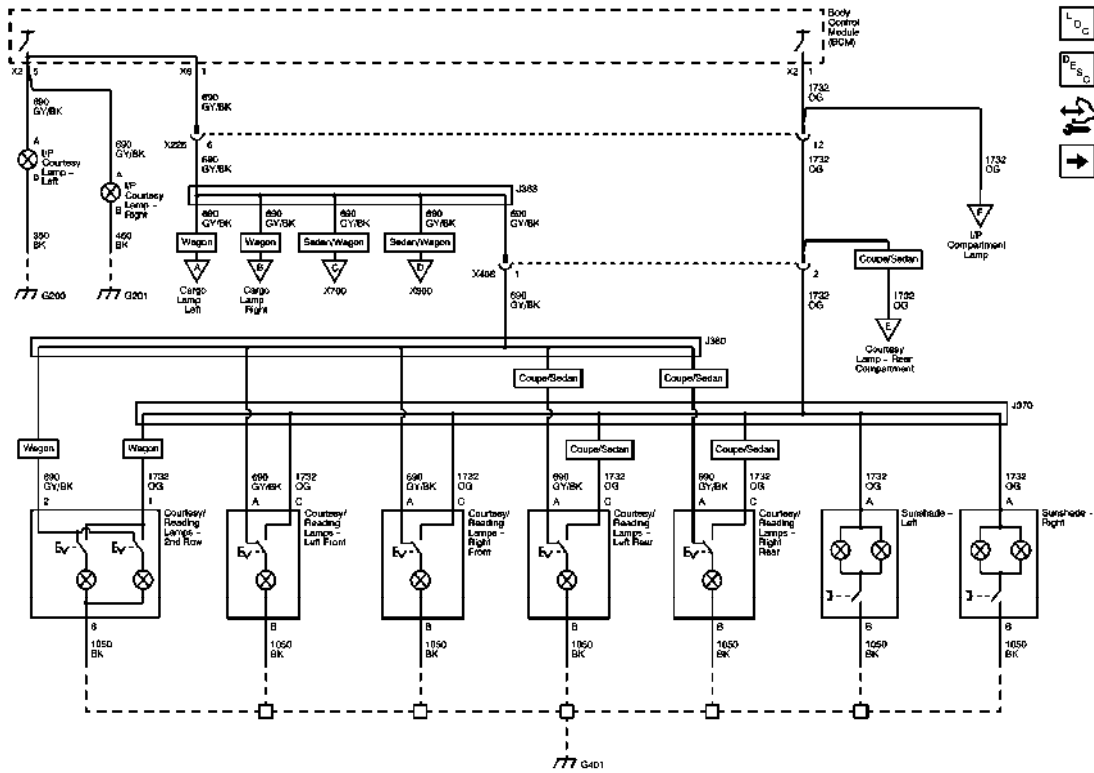 Body
Control
Module
(BCM)
L O C
D E S C
X2 5
X6 1
X2 1
690
GY/BK
690
GY/BK
1732
OG
A
I/P
Courtesy
Lamp –
Left
690
GY/BK
A
I/P
Courtesy
Lamp –
Right
B
350
BK
450
BK
G200
G201
6
690
GY/BK
12
1732
OG
1732
OG
F
I/P
Compartment
Lamp
690
GY/BK
690
GY/BK
690
GY/BK
690
GY/BK
690
GY/BK
Wagon
Wagon
Sedan/Wagon
Sedan/Wagon
A
B
C
D
Cargo
Lamp
Left
Cargo
Lamp
Right
X700
1
690
GY/BK
2
1732
OG
Coupe/Sedan
1732
OG
E
Courtesy
Lamp – Rear
Compartment
Coupe/Sedan
Coupe/Sedan
J370
Wagon
Wagon
Coupe/Sedan
Coupe/Sedan
690
GY/BK
1732
OG
690
GY/BK
1732
OG
690
GY/BK
1732
OG
690
GY/BK
1732
OG
690
GY/BK
1732
OG
1732
OG
1732
OG
2
1
A
C
A
C
A
C
A
C
A
A
Courtesy/
Reading
Lamps –
2nd Row
Courtesy/
Reading
Lamps –
Left Front
Courtesy/
Reading
Lamps –
Right
Front
Courtesy/
Reading
Lamps –
Left Rear
Courtesy/
Reading
Lamps –
Right
Rear
Sunshade –
Left
Sunshade –
Right
B
B
B
B
B
B
1050
BK
1050
BK
1050
BK
1050
BK
1050
BK
1050
BK
1050
BK
G401